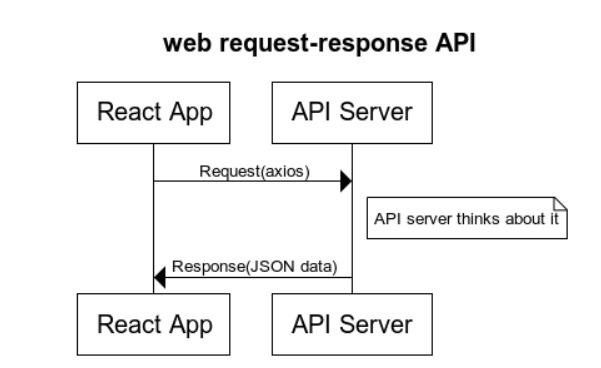 web request-response API
React App
API Server
Request(axios)
API server thinks about it
Response(JSON data)
React App
API Server